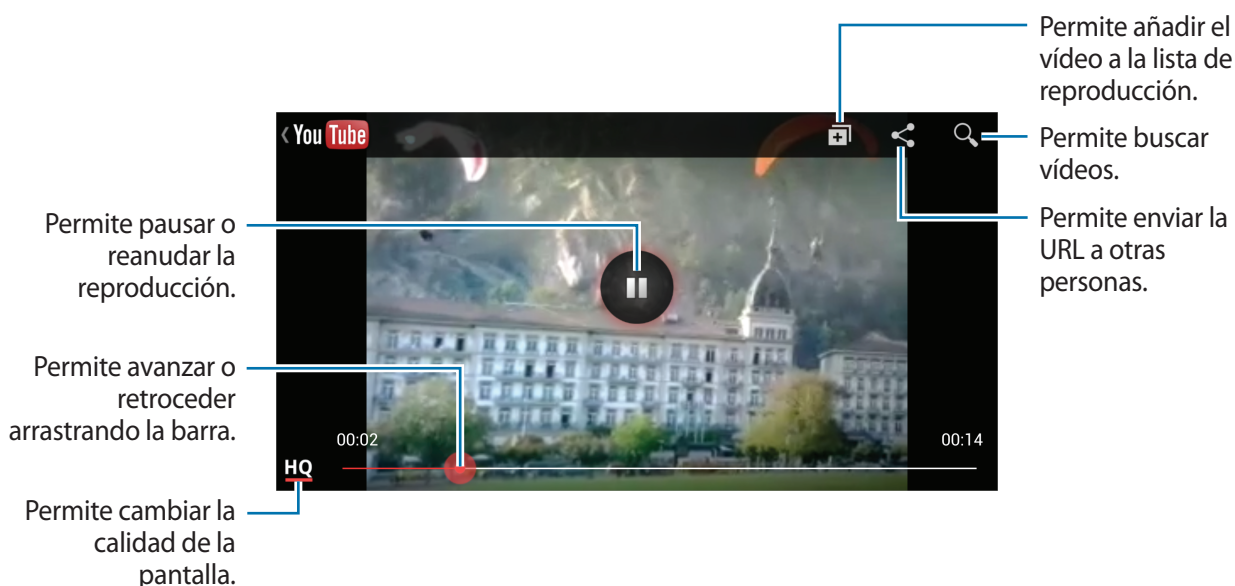 Permite añadir el
vídeo a la lista de
reproducción.
Permite buscar
vídeos.
Permite enviar la
URL a otras
personas.
You Tube
Permite pausar o
reanudar la
reproducción.
Permite avanzar o
retroceder
arrastrando la barra.
00:02
00:14
HQ
Permite cambiar la
calidad de la
pantalla.